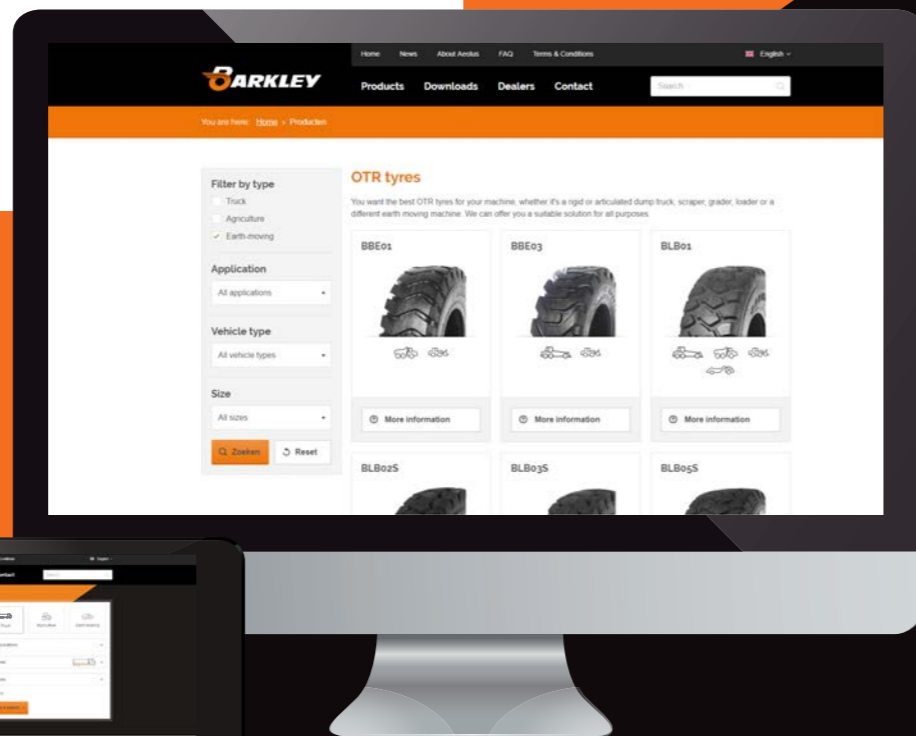 Home News About Aeolus FAQ Terms & Conditions English
BARKLEY
Products Downloads Dealers Contact Search
You are here: Home › Producten
Filter by type
Truck
Agriculture
Earth-moving
Application
All applications
Vehicle type
All vehicle types
Size
All sizes
Zoeken Reset
OTR tyres
You want the best OTR tyres for your machine, whether it's a rigid or articulated dump truck, scraper, grader, loader or a
different earth moving machine. We can offer you a suitable solution for all purposes.
BBE01 BBE03 BLB01
More information More information More information
BLB02S BLB03S BLB05S
Truck